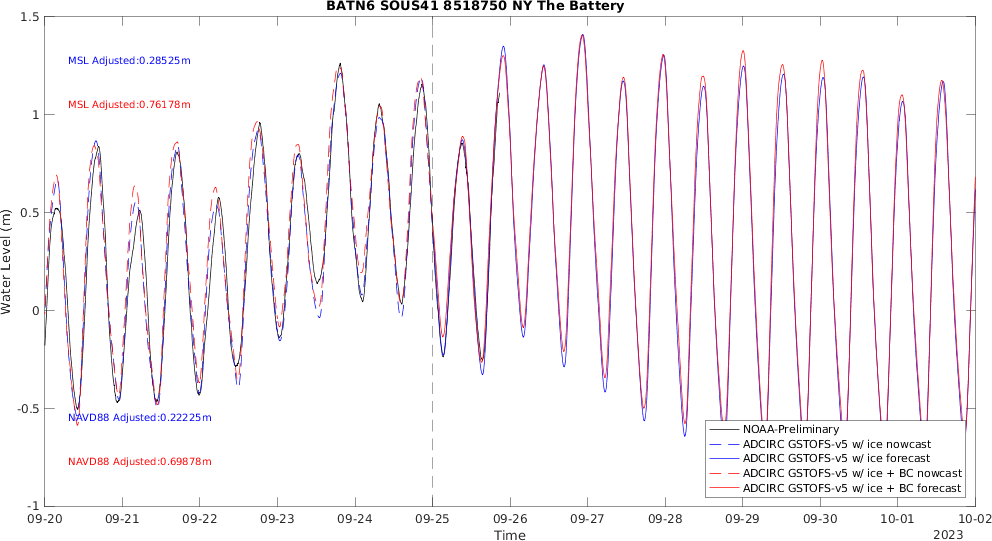 BATN6 SOUS41 8518750 NY The Battery
1.5
MSL Adjusted:0.28525m
MSL Adjusted:0.76178m
1
0.5
Water Level (m)
0
-0.5
NAVD88 Adjusted:0.22225m
NOAA-Preliminary
ADCIRC GSTOFS-v5 w/ ice nowcast
ADCIRC GSTOFS-v5 w/ ice forecast
NAVD88 Adjusted:0.69878m
ADCIRC GSTOFS-v5 w/ ice + BC nowcast
ADCIRC GSTOFS-v5 w/ ice + BC forecast
-1
09-20 09-21 09-22 09-23 09-24 09-25 09-26 09-27 09-28 09-29 09-30 10-01 10-02
Time 2023